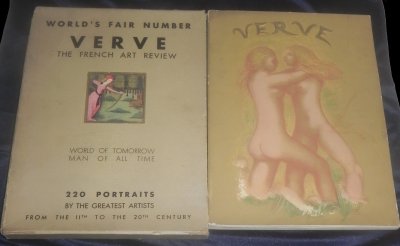 WORLD'S FAIR NUMBER
VERVE
THE FRENCH ART REVIEW
WORLD OF TOMORROW
MAN OF ALL TIME
220 PORTRAITS
BY THE GREATEST ARTISTS
FROM THE 11TH TO THE 20TH CENTURY
VERVE